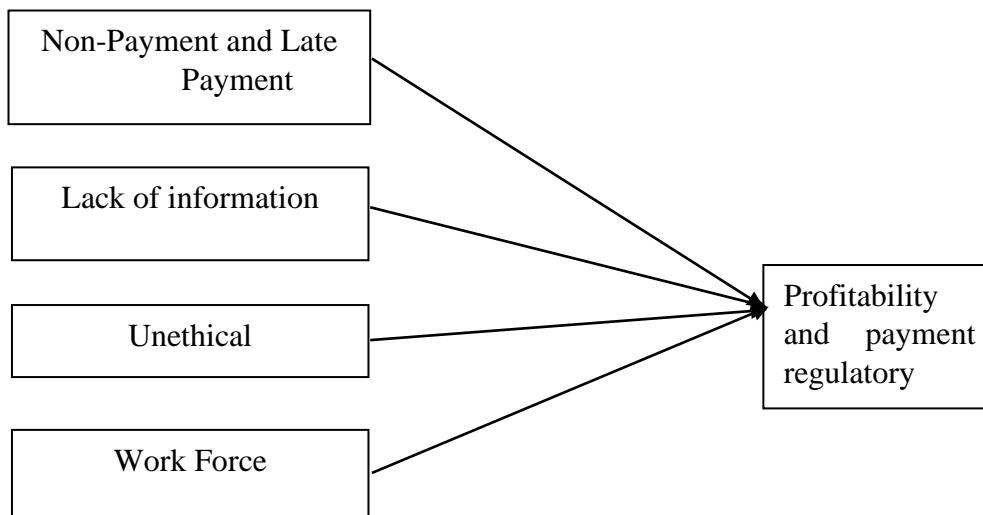 Non-Payment and Late
Payment
Lack of information
Unethical
Work Force
Profitability
and payment
regulatory